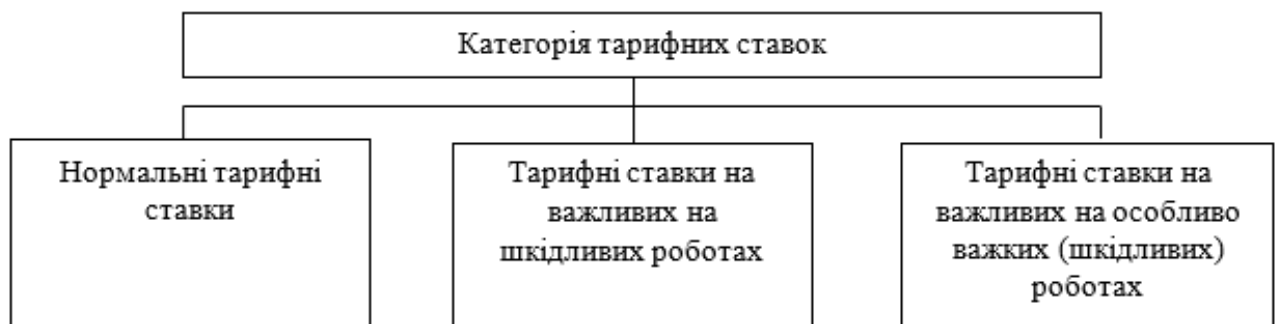 Категорія тарифних ставок
Нормальні тарифні
ставки
Тарифні ставки на
важливих на
шкідливих роботах
Тарифні ставки на
важливих на особливо
важких (шкідливих)
роботах